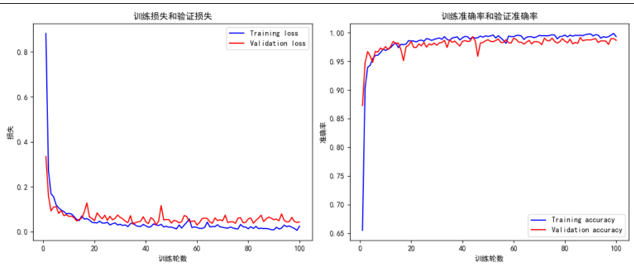 训练损失和验证损失
Training loss
Validation loss
0.8
0.6
0.4
0.2
0.0
损失
0
20
40
60
80
100
训练轮数
训练准确率和验证准确率
1.00
0.95
0.90
0.85
0.80
0.75
0.70
0.65
准确率
Training accuracy
Validation accuracy
0
20
40
60
80
100
训练轮数